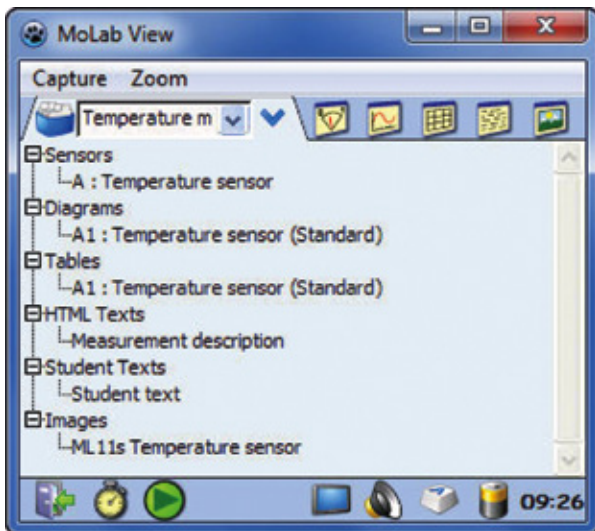 MoLab View
Capture Zoom
Temperature m
Sensors
A : Temperature sensor
Diagrams
A1 : Temperature sensor (Standard)
Tables
A1 : Temperature sensor (Standard)
HTML Texts
Measurement description
Student Texts
Student text
Images
ML11s Temperature sensor
09:26